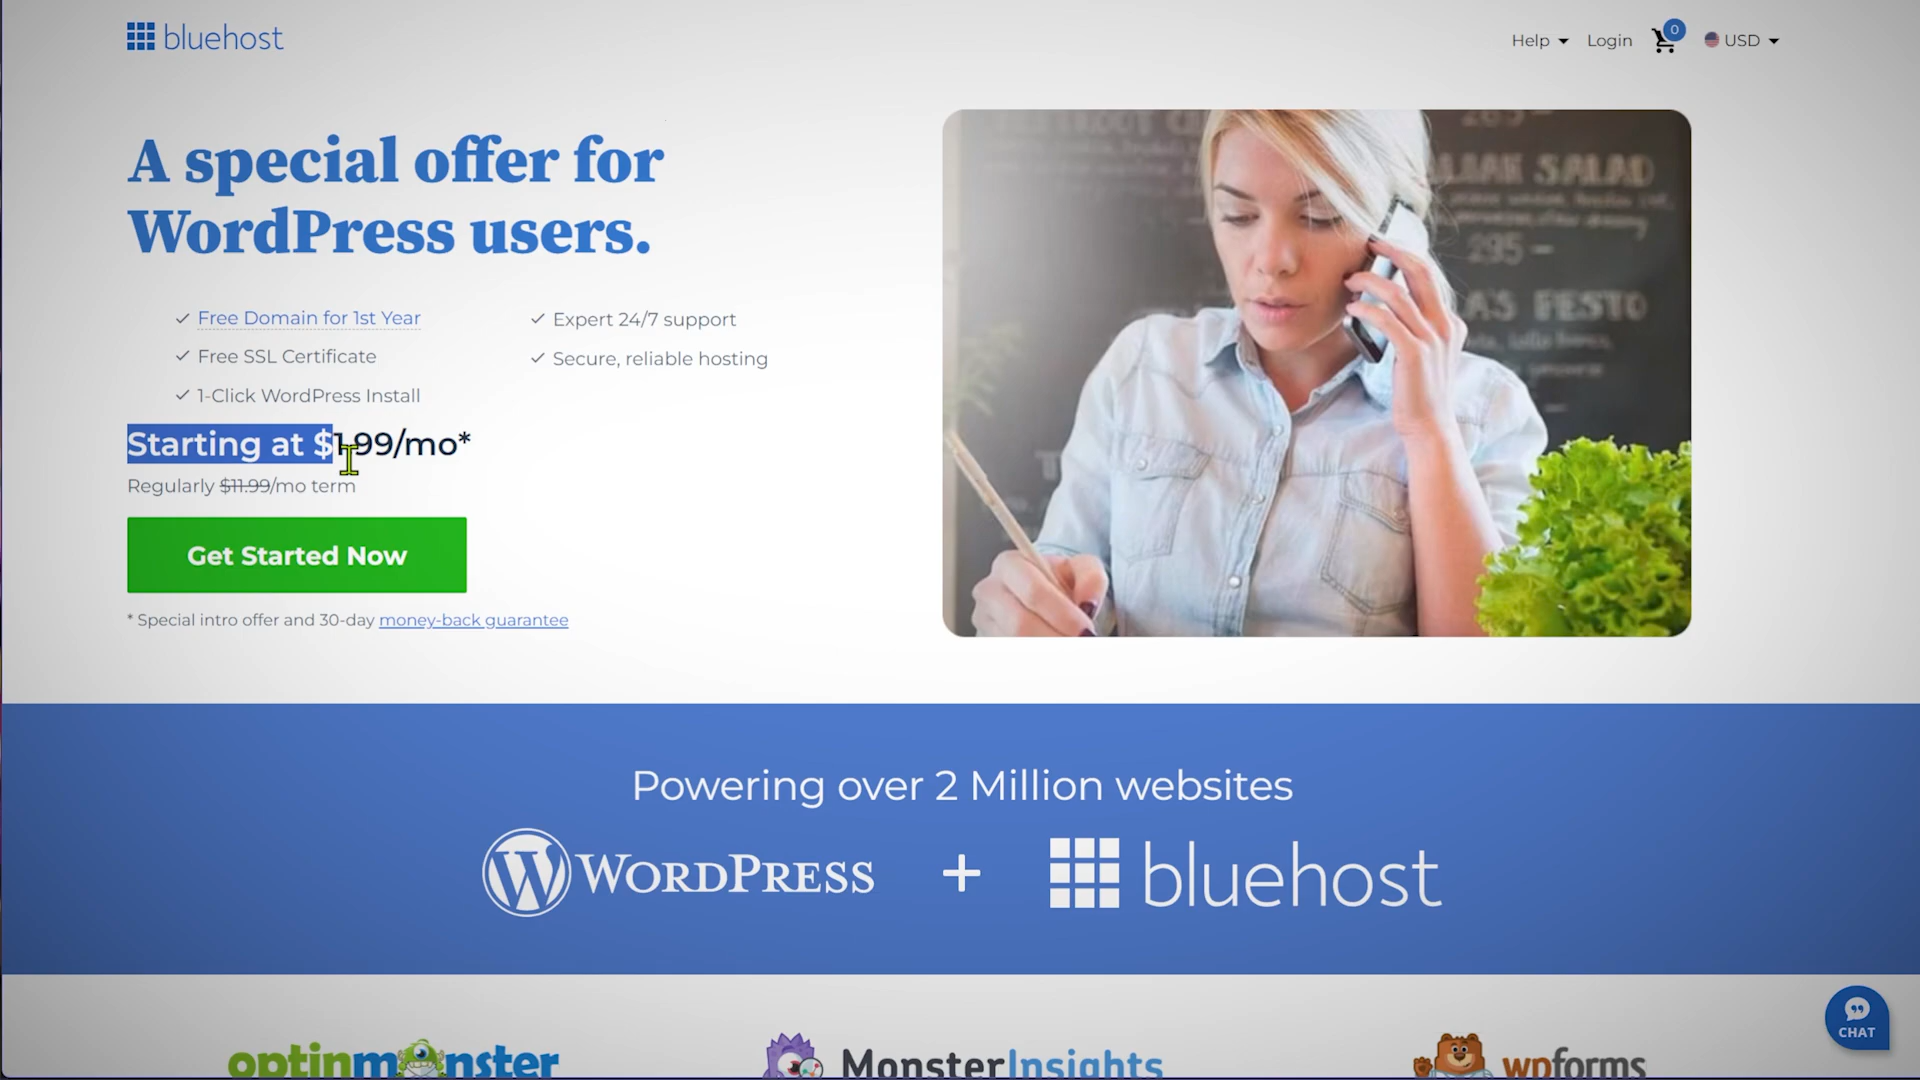 bluehost
Help
Login
0
USD
A special offer for
WordPress users.
Free Domain for 1st Year
Free SSL Certificate
1-Click WordPress Install
Expert 24/7 support
Secure, reliable hosting
Starting at $1.99/mo*
Regularly $11.99/mo term
Get Started Now
* Special intro offer and 30-day money-back guarantee
SALAD
295 -
Powering over 2 Million websites
WORDPRESS + bluehost
CHAT
optinmonster
MonsterInsights
wpforms